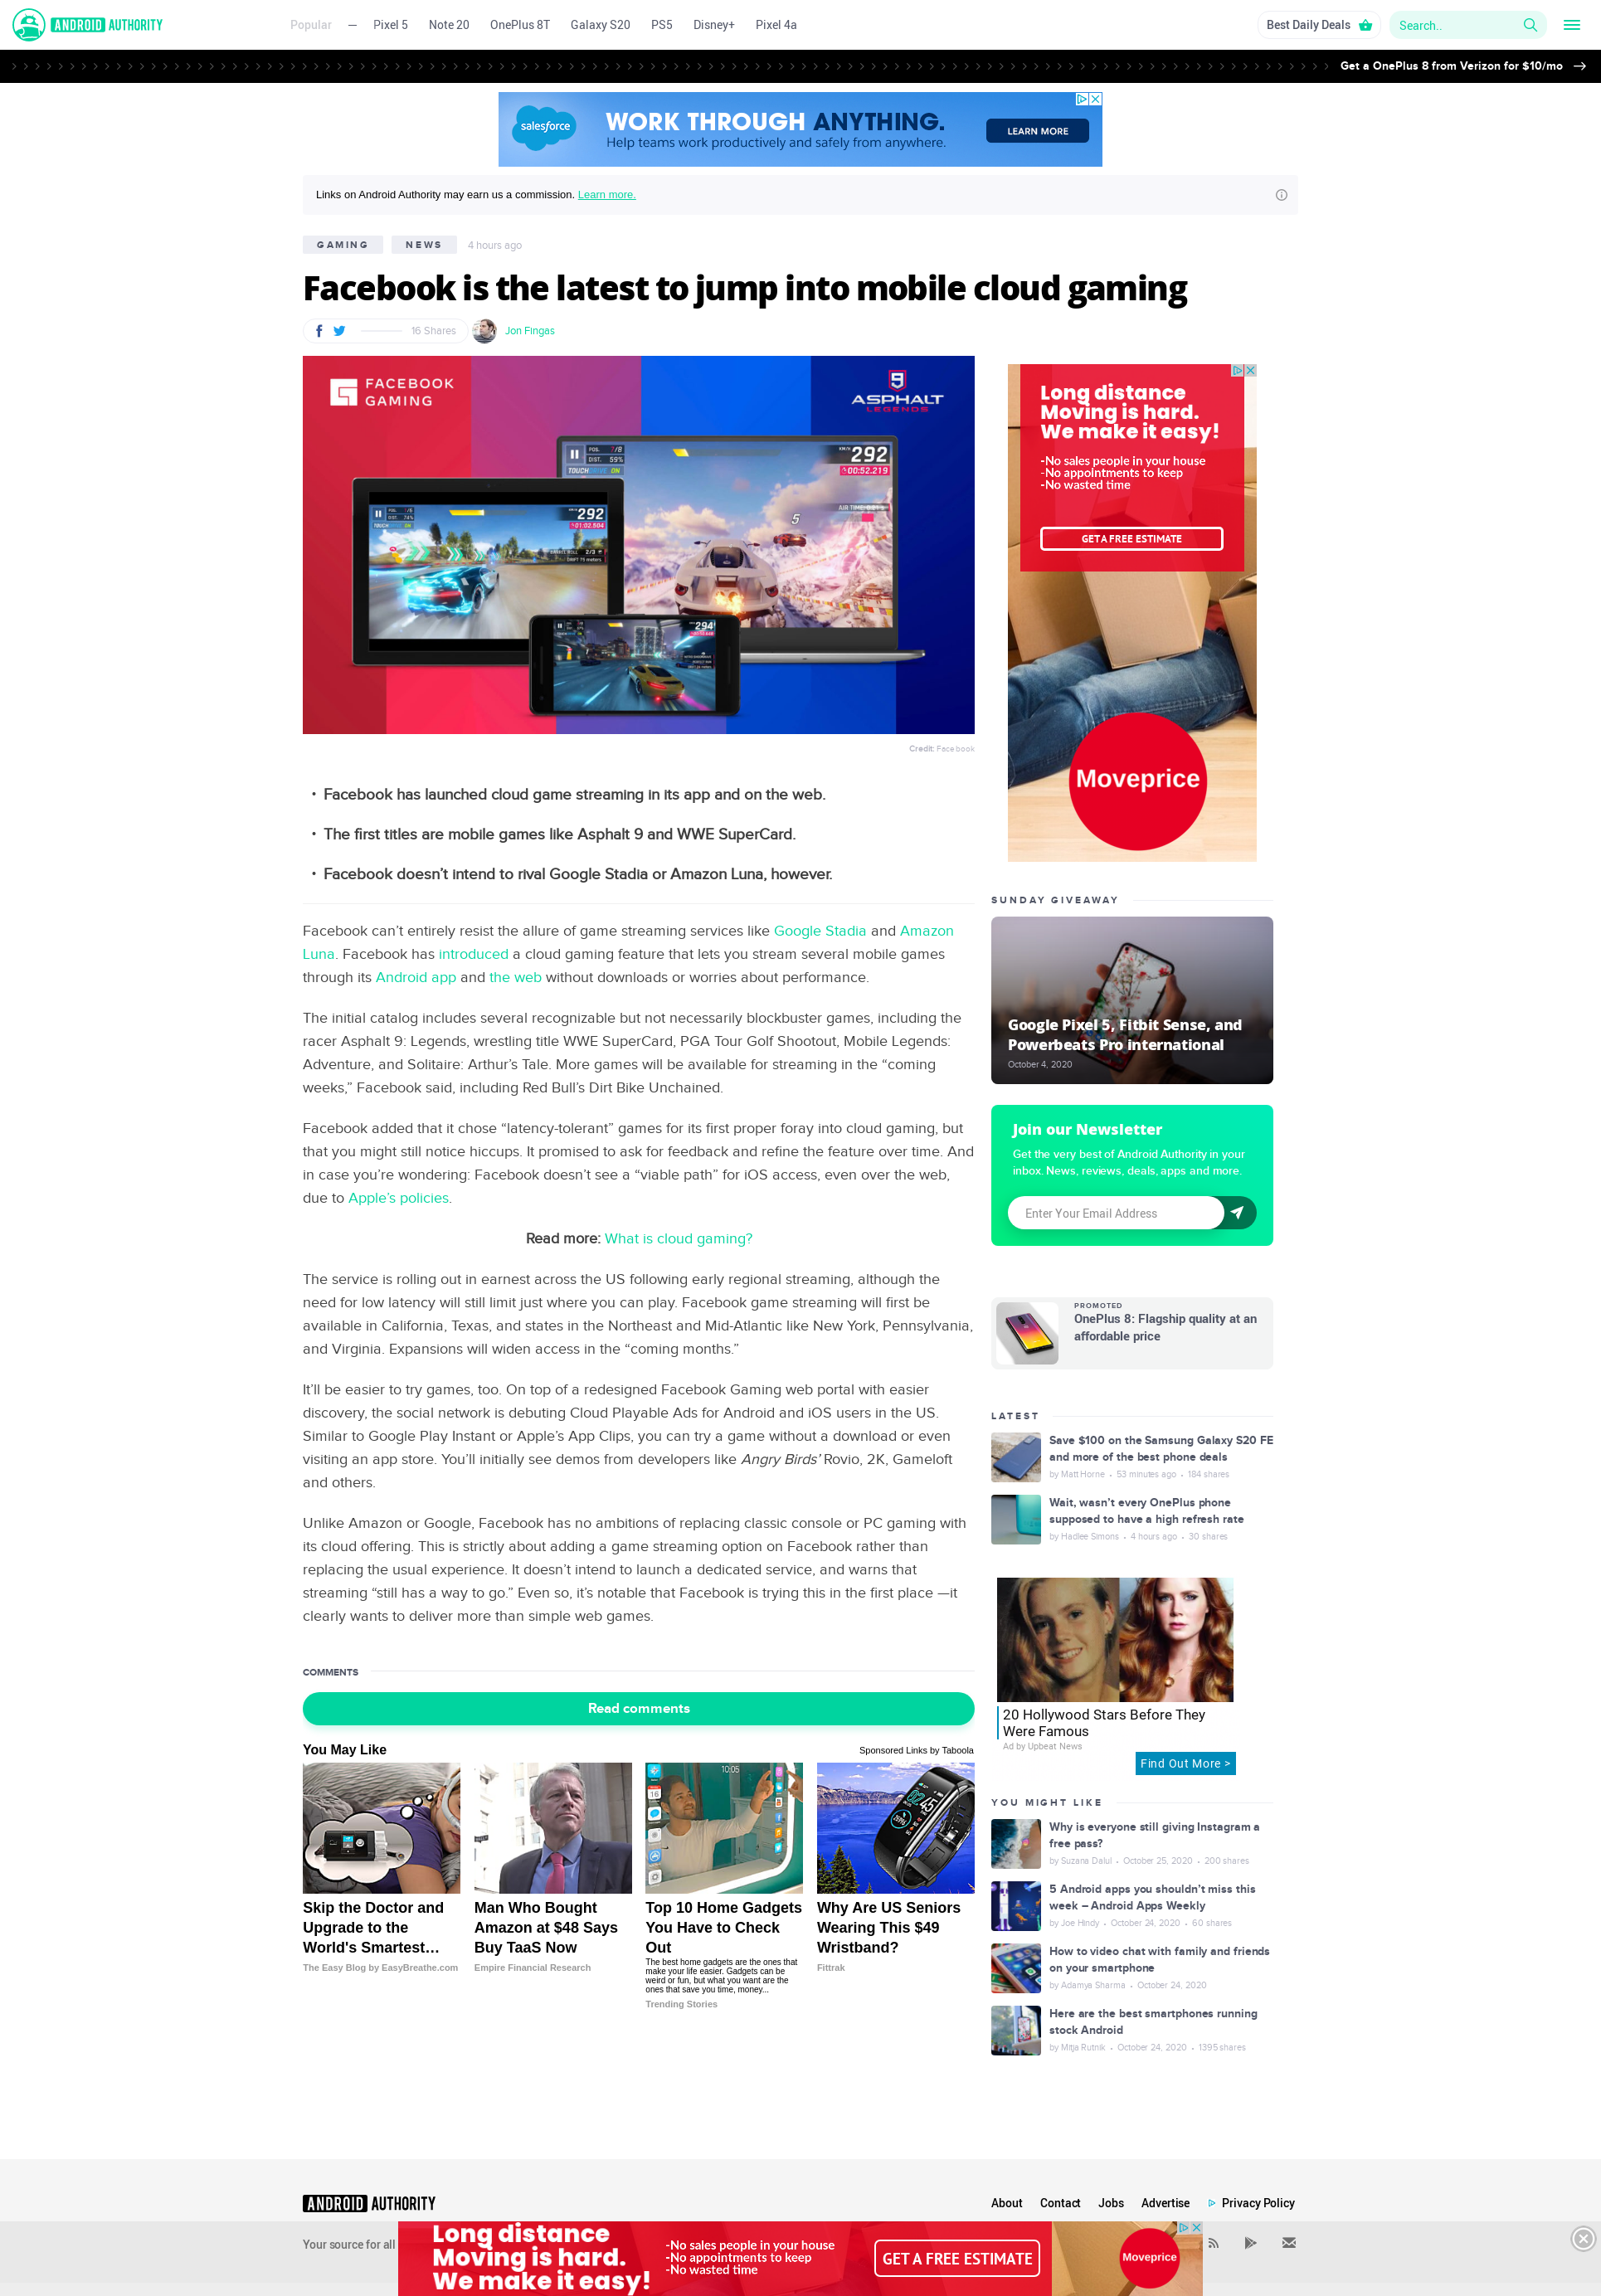 ANDROID AUTHORITY
Popular — Pixel 5 Note 20 OnePlus 8T Galaxy S20 PS5 Disney+ Pixel 4a
Best Daily Deals
Search..
Get a OnePlus 8 from Verizon for $10/mo
salesforce
WORK THROUGH ANYTHING.
Help teams work productively and safely from anywhere.
LEARN MORE
Links on Android Authority may earn us a commission. Learn more.
GAMING NEWS 4 hours ago
Facebook is the latest to jump into mobile cloud gaming
16 Shares
Jon Fingas
FACEBOOK
GAMING
9
ASPHALT
LEGENDS
292
00:52.219
292
01:02.504
294
Credit: Facebook
• Facebook has launched cloud game streaming in its app and on the web.
• The first titles are mobile games like Asphalt 9 and WWE SuperCard.
• Facebook doesn’t intend to rival Google Stadia or Amazon Luna, however.
Facebook can’t entirely resist the allure of game streaming services like Google Stadia and Amazon
Luna. Facebook has introduced a cloud gaming feature that lets you stream several mobile games
through its Android app and the web without downloads or worries about performance.
The initial catalog includes several recognizable but not necessarily blockbuster games, including the
racer Asphalt 9: Legends, wrestling title WWE SuperCard, PGA Tour Golf Shootout, Mobile Legends:
Adventure, and Solitaire: Arthur’s Tale. More games will be available for streaming in the “coming
weeks,” Facebook said, including Red Bull’s Dirt Bike Unchained.
Facebook added that it chose “latency-tolerant” games for its first proper foray into cloud gaming, but
that you might still notice hiccups. It promised to ask for feedback and refine the feature over time. And
in case you’re wondering: Facebook doesn’t see a “viable path” for iOS access, even over the web,
due to Apple’s policies.
Read more: What is cloud gaming?
The service is rolling out in earnest across the US following early regional streaming, although the
need for low latency will still limit just where you can play. Facebook game streaming will first be
available in California, Texas, and states in the Northeast and Mid-Atlantic like New York, Pennsylvania,
and Virginia. Expansions will widen access in the “coming months.”
It’ll be easier to try games, too. On top of a redesigned Facebook Gaming web portal with easier
discovery, the social network is debuting Cloud Playable Ads for Android and iOS users in the US.
Similar to Google Play Instant or Apple’s App Clips, you can try a game without a download or even
visiting an app store. You’ll initially see demos from developers like Angry Birds’ Rovio, 2K, Gameloft
and others.
Unlike Amazon or Google, Facebook has no ambitions of replacing classic console or PC gaming with
its cloud offering. This is strictly about adding a game streaming option on Facebook rather than
replacing the usual experience. It doesn’t intend to launch a dedicated service, and warns that
streaming “still has a way to go.” Even so, it’s notable that Facebook is trying this in the first place —it
clearly wants to deliver more than simple web games.
COMMENTS
Read comments
You May Like
Sponsored Links by Taboola
10:05
Skip the Doctor and
Upgrade to the
World's Smartest…
The Easy Blog by EasyBreathe.com
Man Who Bought
Amazon at $48 Says
Buy TaaS Now
Empire Financial Research
Top 10 Home Gadgets
You Have to Check
Out
The best home gadgets are the ones that
make your life easier. Gadgets can be
weird or fun, but what you want are the
ones that save you time, money...
Trending Stories
Why Are US Seniors
Wearing This $49
Wristband?
Fittrak
Long distance
Moving is hard.
We make it easy!
-No sales people in your house
-No appointments to keep
-No wasted time
GET A FREE ESTIMATE
Moveprice
SUNDAY GIVEAWAY
Google Pixel 5, Fitbit Sense, and
Powerbeats Pro international
October 4, 2020
Join our Newsletter
Get the very best of Android Authority in your
inbox. News, reviews, deals, apps and more.
Enter Your Email Address
PROMOTED
OnePlus 8: Flagship quality at an
affordable price
LATEST
Save $100 on the Samsung Galaxy S20 FE
and more of the best phone deals
by Matt Horne • 53 minutes ago • 184 shares
Wait, wasn’t every OnePlus phone
supposed to have a high refresh rate
by Hadlee Simons • 4 hours ago • 30 shares
20 Hollywood Stars Before They
Were Famous
Ad by Upbeat News
Find Out More >
YOU MIGHT LIKE
Why is everyone still giving Instagram a
free pass?
by Suzana Dalul • October 25, 2020 • 200 shares
5 Android apps you shouldn’t miss this
week – Android Apps Weekly
by Joe Hindy • October 24, 2020 • 60 shares
How to video chat with family and friends
on your smartphone
by Adamya Sharma • October 24, 2020
Here are the best smartphones running
stock Android
by Mitja Rutnik • October 24, 2020 • 1395 shares
ANDROID AUTHORITY
About Contact Jobs Advertise Privacy Policy
Your source for all
Long distance
Moving is hard.
We make it easy!
-No sales people in your house
-No appointments to keep
-No wasted time
GET A FREE ESTIMATE
Moveprice